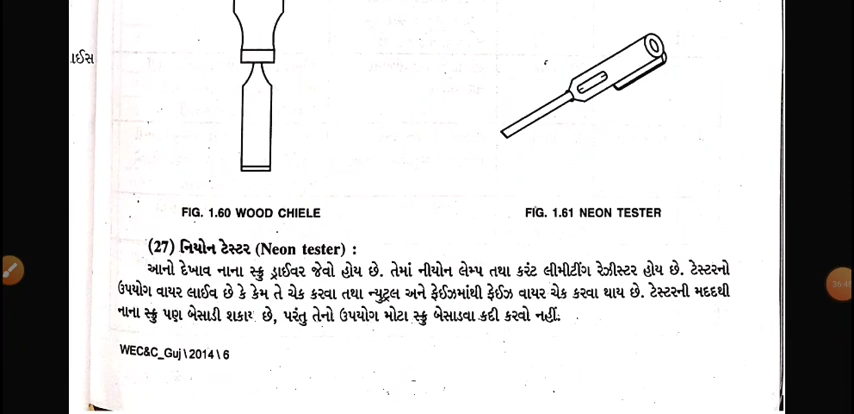 ાઈસ
FIG. 1.60 WOOD CHIELE
FIG. 1.61 NEON TESTER
(27) નિયોન ટેસ્ટર (Neon tester) :
આનો દેખાવ નાના સ્ક્રુ ડ્રાઈવર જેવો હોય છે. તેમાં નીયોન લેમ્પ તથા કરંટ લીમીટીંગ રેઝીસ્ટર હોય છે. ટેસ્ટરનો
ઉપયોગ વાયર લાઈવ છે કે કેમ તે ચેક કરવા તથા ન્યુટ્રલ અને ફેઈઝમાંથી ફેઈઝ વાયર ચેક કરવા થાય છે. ટેસ્ટરની મદદથી
નાના સ્ક્રુ પણ બેસાડી શકાય છે, પરંતુ તેનો ઉપયોગ મોટા સ્ક્રુ બેસાડવા કદી કરવો નહીં.
WEC&C_Guj\2014\6
36:48